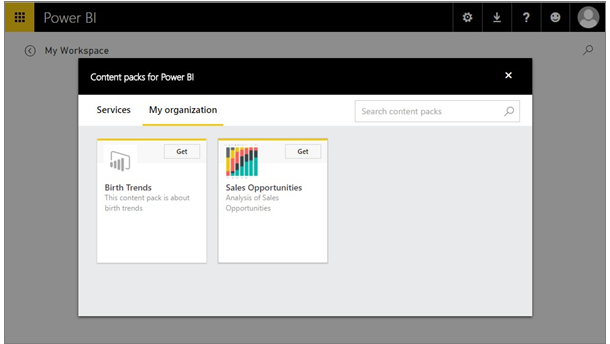 Power BI
?
My Workspace
Content packs for Power BI
Services
My organization
Search content packs
Get
Birth Trends
This content pack is about
birth trends
Get
Sales Opportunities
Analysis of Sales
Opportunities